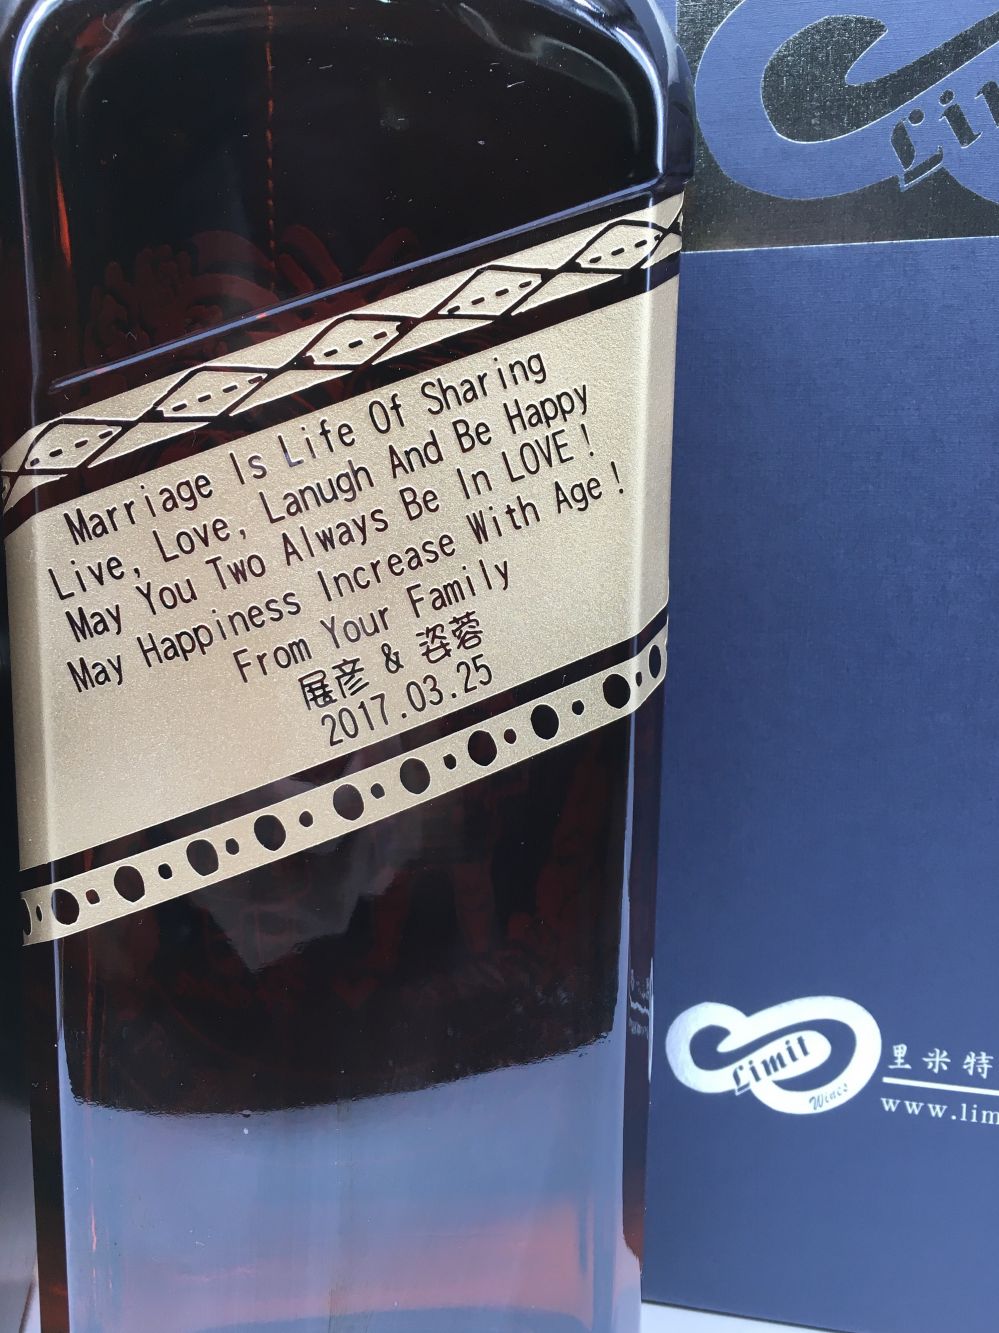 Marriage Is Life Of Sharing
Live, Love, Lanugh And Be Happy
May You Two Always Be In LOVE!
May Happiness Increase With Age!
From Your Family
展彦 & 姿蓉
2017.03.25
Limit
Wines
里米特
www.lim